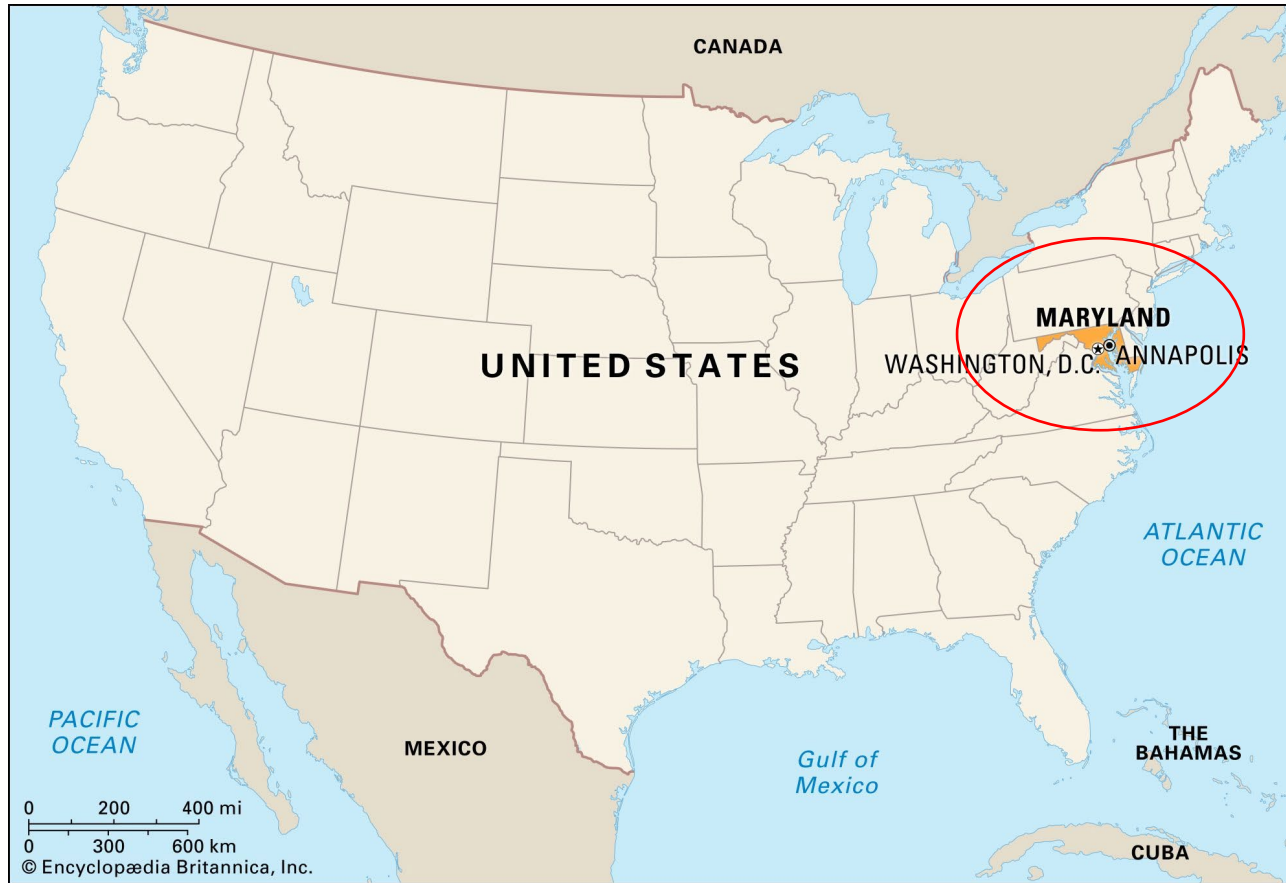 CANADA
MARYLAND
UNITED STATES
WASHINGTON, D.C.
ANNAPOLIS
ATLANTIC
OCEAN
PACIFIC
OCEAN
MEXICO
Gulf of
Mexico
THE
BAHAMAS
0 200 400 mi
0 300 600 km
© Encyclopædia Britannica, Inc.
CUBA